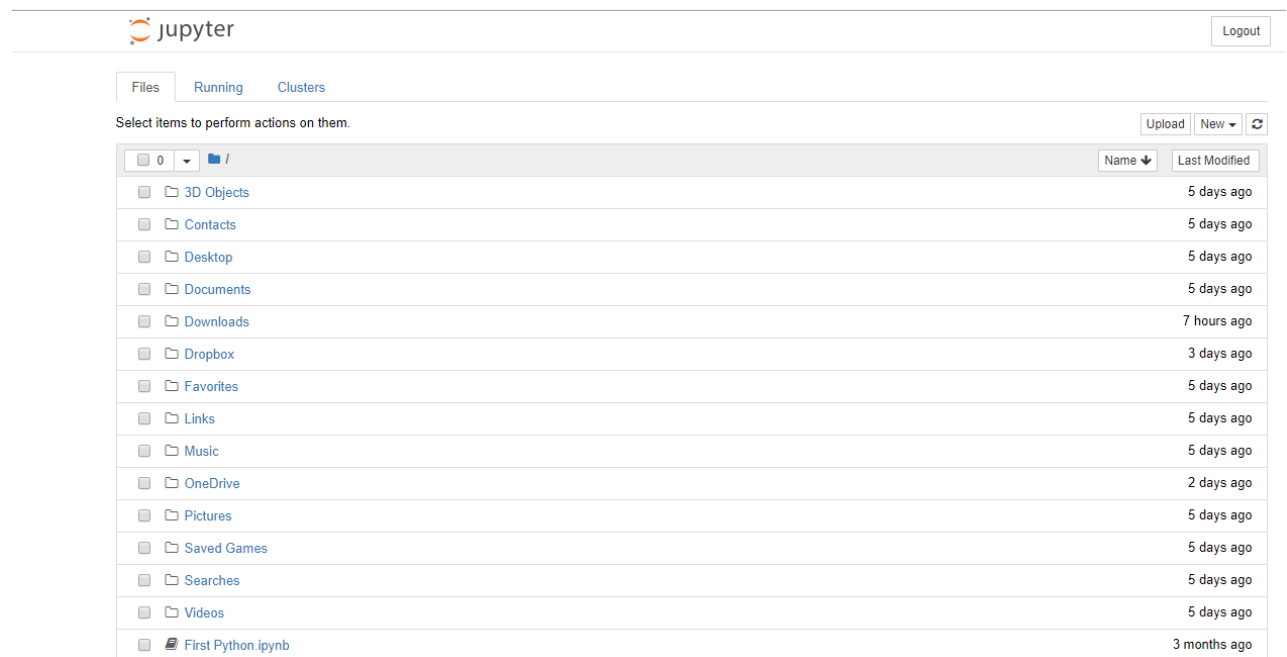 jupyter
Logout
Files Running Clusters
Select items to perform actions on them.
Upload New
0 /
Name Last Modified
3D Objects 5 days ago
Contacts 5 days ago
Desktop 5 days ago
Documents 5 days ago
Downloads 7 hours ago
Dropbox 3 days ago
Favorites 5 days ago
Links 5 days ago
Music 5 days ago
OneDrive 2 days ago
Pictures 5 days ago
Saved Games 5 days ago
Searches 5 days ago
Videos 5 days ago
First Python.ipynb 3 months ago